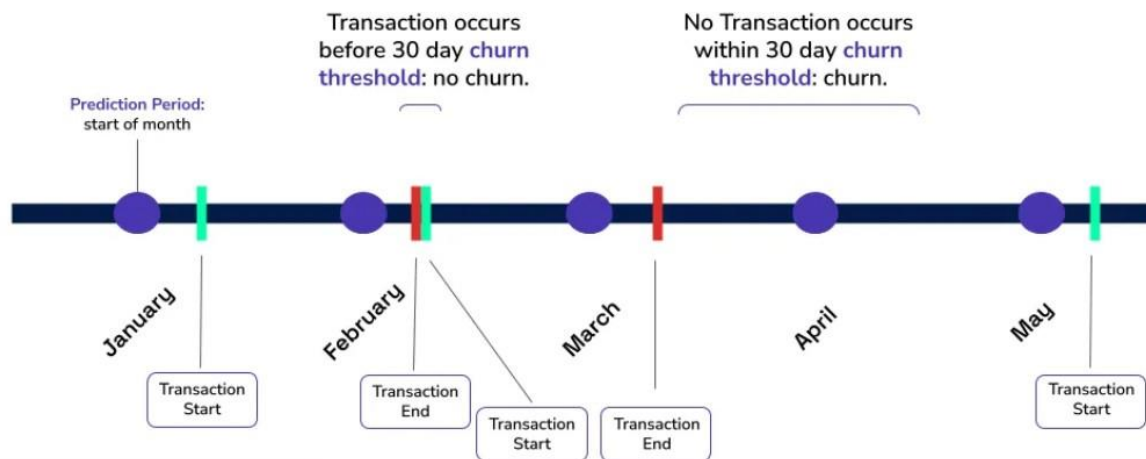 Transaction occurs
before 30 day churn
threshold: no churn.
No Transaction occurs
within 30 day churn
threshold: churn.
Prediction Period:
start of month
January
February
March
April
May
Transaction
Start
Transaction
End
Transaction
Start
Transaction
End
Transaction
Start